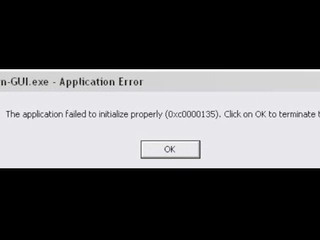 n-GUI.exe - Application Error
The application failed to initialize properly (0xc0000135). Click on OK to terminate
OK